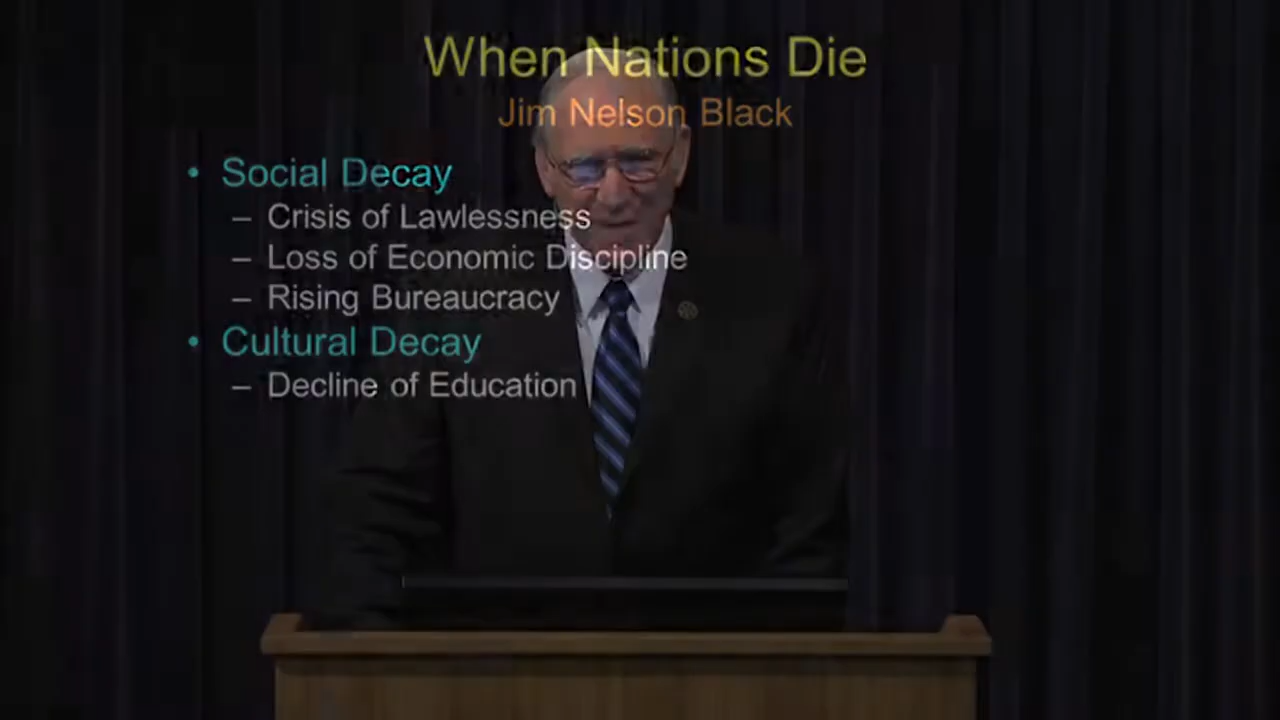 When Nations Die
Jim Nelson Black
• Social Decay
– Crisis of Lawlessness
– Loss of Economic Discipline
– Rising Bureaucracy
• Cultural Decay
– Decline of Education